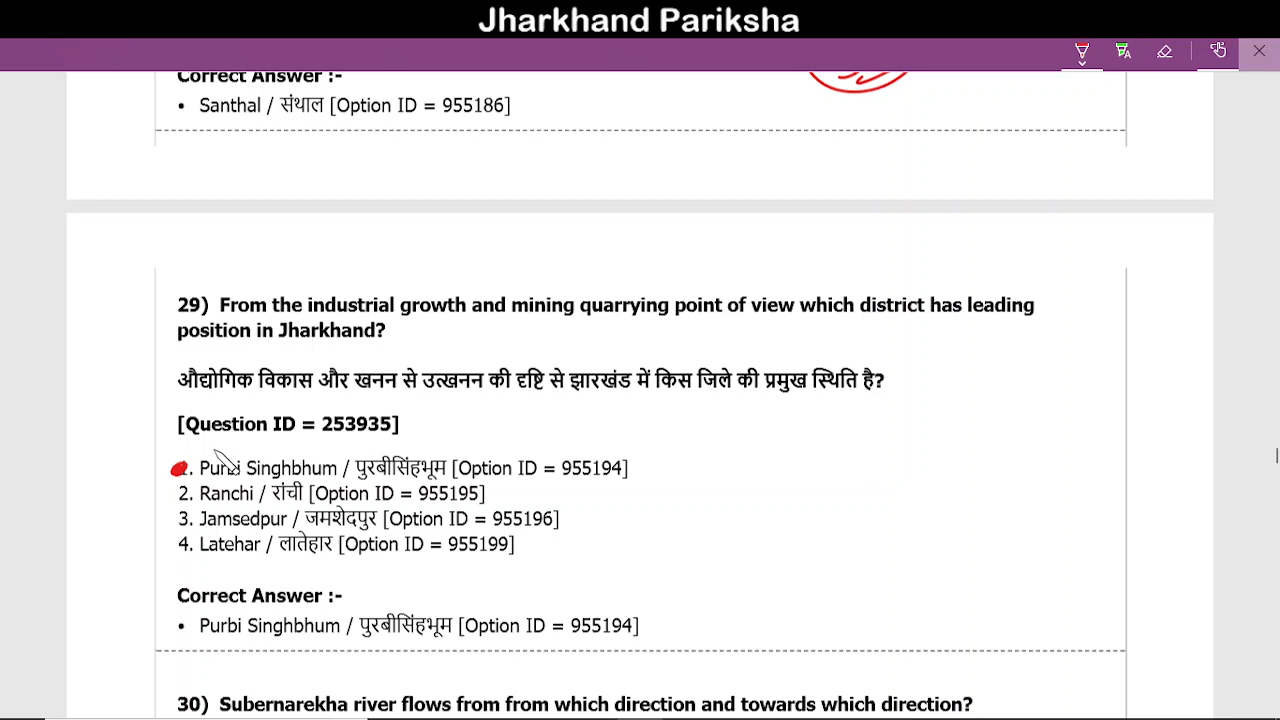 Jharkhand Pariksha
Correct Answer :-
• Santhal / संथाल [Option ID = 955186]
29) From the industrial growth and mining quarrying point of view which district has leading
position in Jharkhand?
औद्योगिक विकास और खनन से उत्खनन की दृष्टि से झारखंड में किस जिले की प्रमुख स्थिति है?
[Question ID = 253935]
1. Purbi Singhbhum / पुरबीसिंहभूम [Option ID = 955194]
2. Ranchi / रांची [Option ID = 955195]
3. Jamsedpur / जमशेदपुर [Option ID = 955196]
4. Latehar / लातेहार [Option ID = 955199]
Correct Answer :-
• Purbi Singhbhum / पुरबीसिंहभूम [Option ID = 955194]
30) Subernarekha river flows from from which direction and towards which direction?